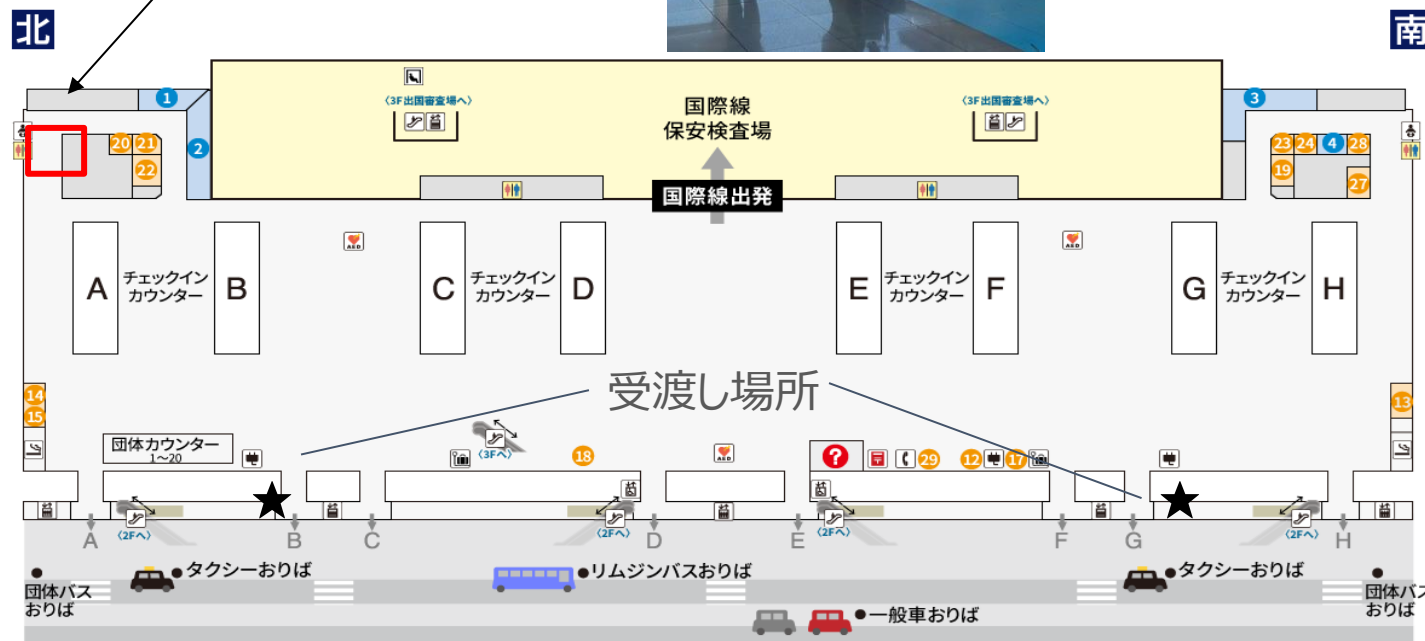 北
南
1
3
〈3F出国審査場へ〉
国際線
保安検査場
〈3F出国審査場へ〉
20 21
22
2
23 24 4 28
19
27
国際線出発
AED
AED
A
チェックイン
カウンター
B
C
チェックイン
カウンター
D
E
チェックイン
カウンター
F
G
チェックイン
カウンター
H
受渡し場所
14
15
13
団体カウンター
1～20
〈3Fへ〉
18
AED
?
29
12
17
A
〈2Fへ〉
B
C
〈2Fへ〉
D
E
〈2Fへ〉
F
G
〈2Fへ〉
H
●タクシーおりば
●リムジンバスおりば
●タクシーおりば
●
団体バス
おりば
●
団体バス
おりば
●一般車おりば